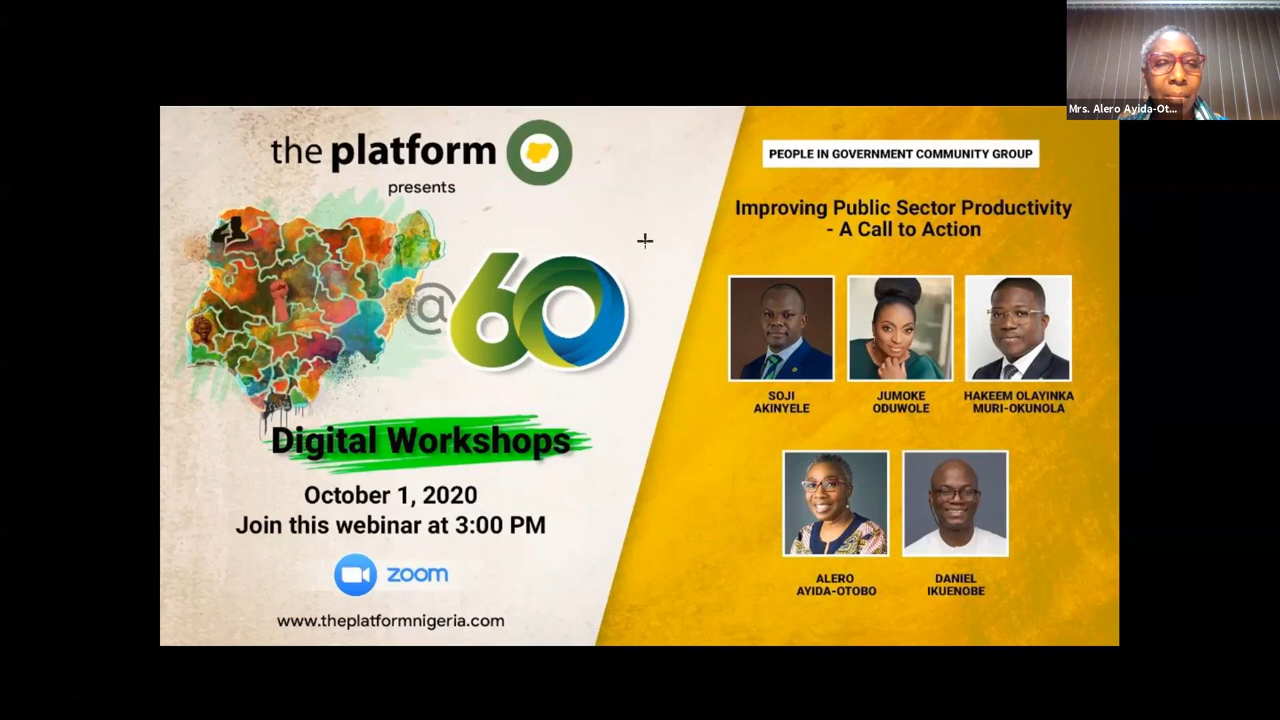 Mrs. Alero Ayida-Ot...
the platform
presents
@60
Digital Workshops
October 1, 2020
Join this webinar at 3:00 PM
zoom
www.theplatformnigeria.com
PEOPLE IN GOVERNMENT COMMUNITY GROUP
Improving Public Sector Productivity
- A Call to Action
SOJI
AKINYELE
JUMOKE
ODUWOLE
HAKEEM OLAYINKA
MURI-OKUNOLA
ALERO
AYIDA-OTOBO
DANIEL
IKUENOBE